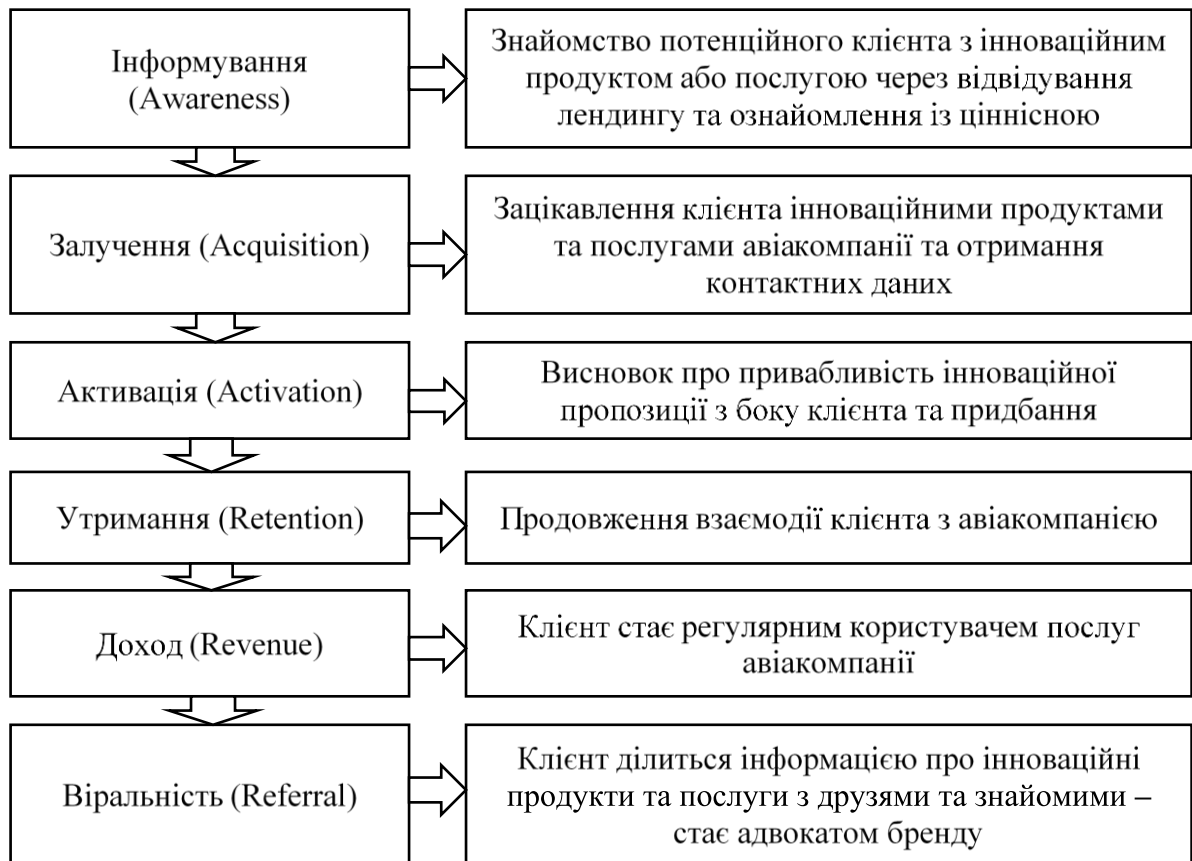 Інформування
(Awareness)
Знайомство потенційного клієнта з інноваційним
продуктом або послугою через відвідування
лендингу та ознайомлення із ціннісною
Залучення (Acquisition)
Зацікавлення клієнта інноваційними продуктами
та послугами авіакомпанії та отримання
контактних даних
Активація (Activation)
Висновок про привабливість інноваційної
пропозиції з боку клієнта та придбання
Утримання (Retention)
Продовження взаємодії клієнта з авіакомпанією
Доход (Revenue)
Клієнт стає регулярним користувачем послуг
авіакомпанії
Віральність (Referral)
Клієнт ділиться інформацією про інноваційні
продукти та послуги з друзями та знайомими –
стає адвокатом бренду